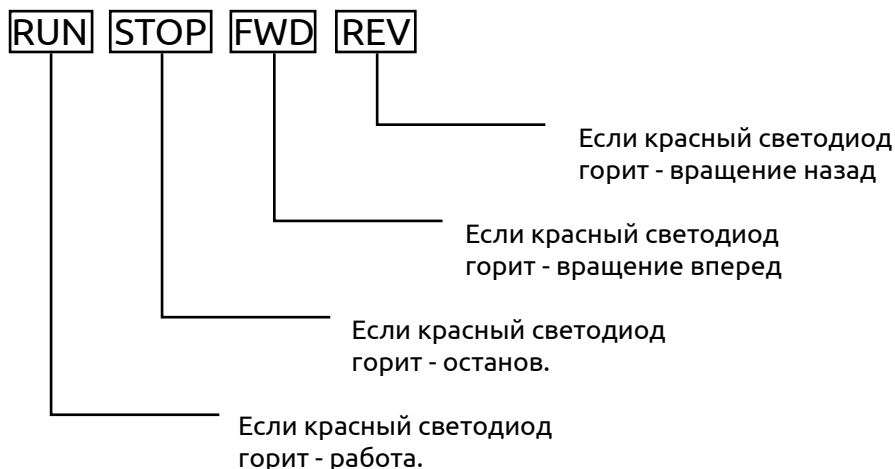 RUN STOP FWD REV
Если красный светодиод
горит - вращение назад
Если красный светодиод
горит - вращение вперед
Если красный светодиод
горит - останов.
Если красный светодиод
горит - работа.